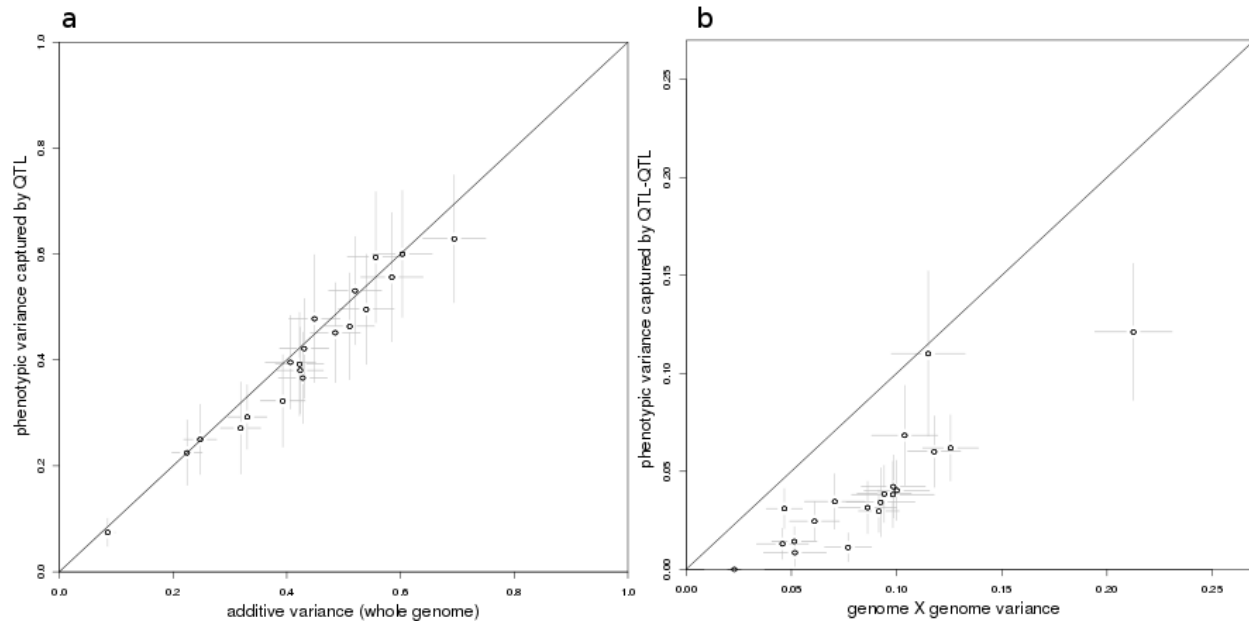 a
phenotypic variance captured by QTL
1.0
0.8
0.6
0.4
0.2
0.0
0.0 0.2 0.4 0.6 0.8 1.0
additive variance (whole genome)
b
phenotypic variance captured by QTL-QTL
0.25
0.20
0.15
0.10
0.05
0.00
0.00 0.05 0.10 0.15 0.20 0.25
genome X genome variance